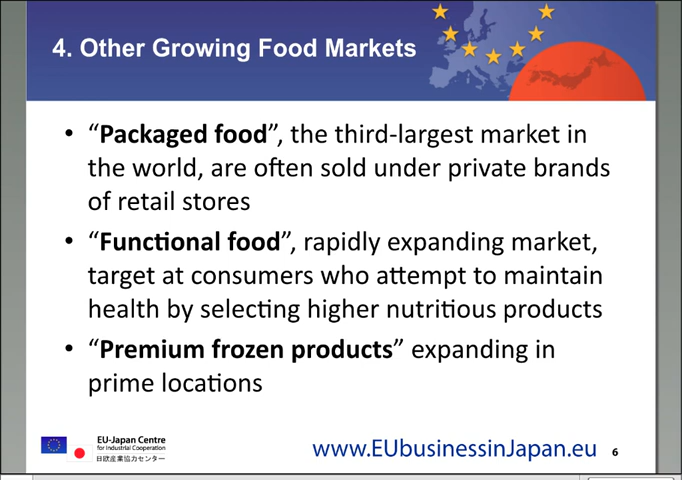 4. Other Growing Food Markets
• “Packaged food”, the third-largest market in
the world, are often sold under private brands
of retail stores
• “Functional food”, rapidly expanding market,
target at consumers who attempt to maintain
health by selecting higher nutritious products
• “Premium frozen products” expanding in
prime locations
EU-Japan Centre
for Industrial Cooperation
日欧産業協力センター
www.EUbusinessinJapan.eu
6